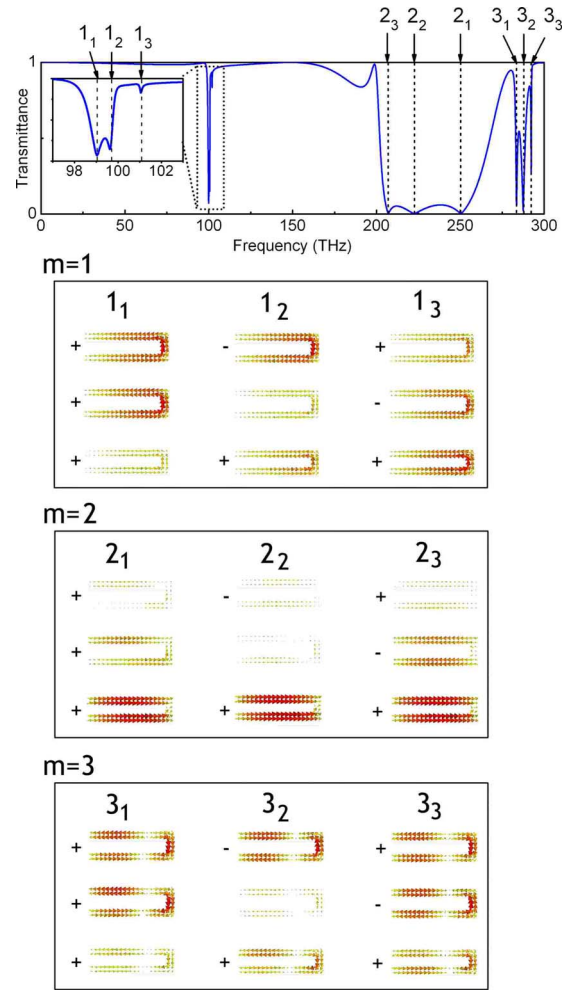 2₃ 2₂ 2₁ 3₁ 3₂ 3₃
1₁ 1₂ 1₃
1
Transmittance
98 100 102
0
0 50 100 150 200 250 300
Frequency (THz)
m=1
1₁ 1₂ 1₃
+ - +
+ -
+ + +
m=2
2₁ 2₂ 2₃
+ - +
+ -
+ + +
m=3
3₁ 3₂ 3₃
+ - +
+ -
+ + +